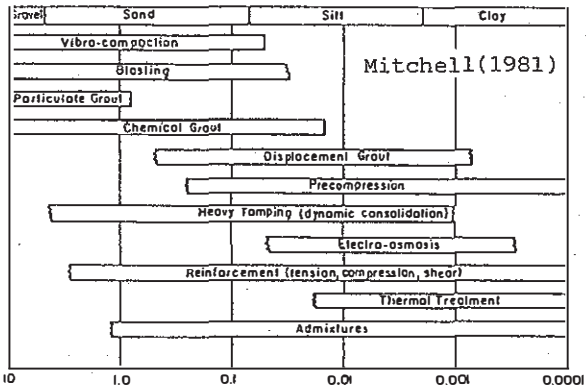 Gravel Sand Silt Clay
Vibro-compaction
Blasting
Mitchell(1981)
Particulate Grout
Chemical Grout
Displacement Grout
Precompression
Heavy Tamping (dynamic consolidation)
Electro-osmosis
Reinforcement (tension, compression, shear)
Thermal Treatment
Admixtures
10 1.0 0.1 0.01 0.001 0.0001